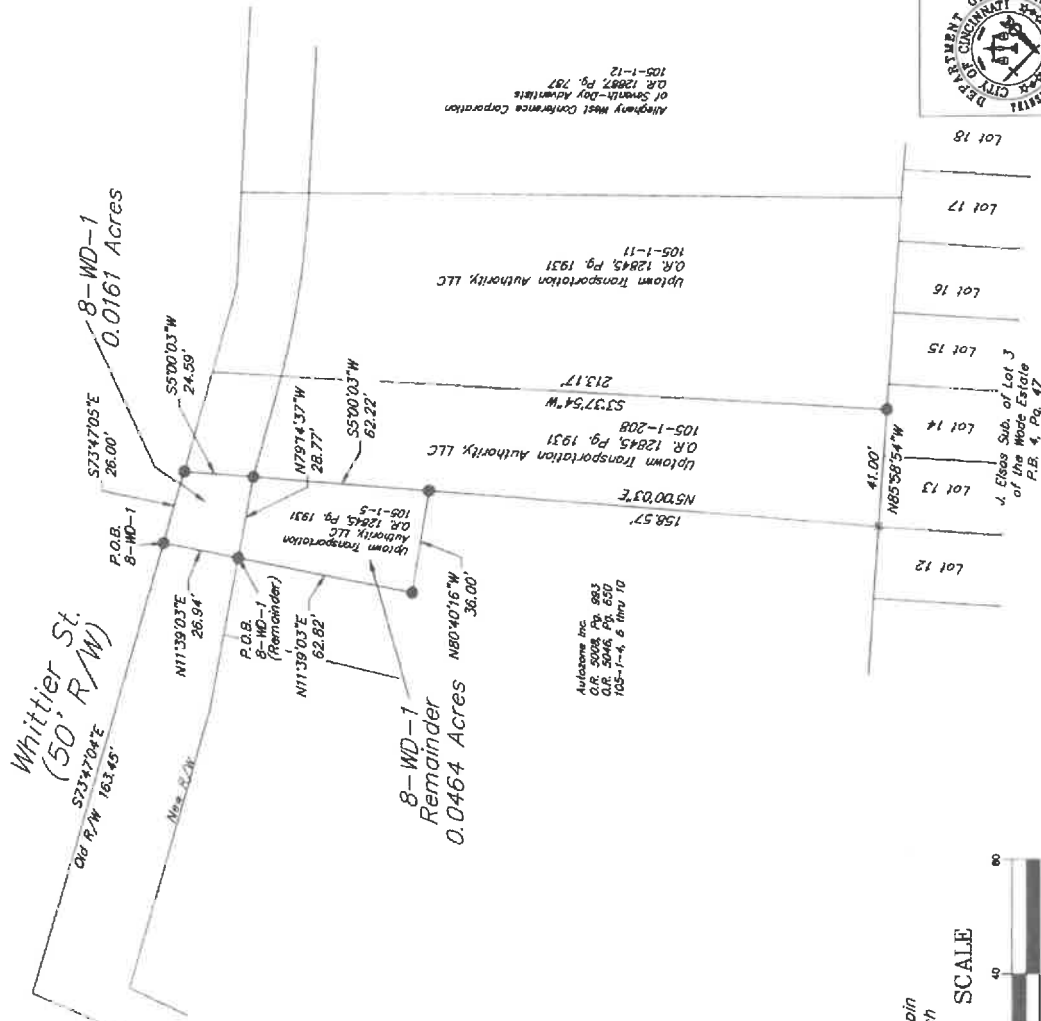 Whittier St.
(50' R/W)
S73°47'04"E
Old R/W 163.45'
New R/W
P.O.B.
8-WD-1
S73°47'05"E
26.00'
8-WD-1
0.0161 Acres
S5°00'03"W
24.59'
N11°39'03"E
26.94'
P.O.B.
8-WD-1
(Remainder)
N79°14'37"W
28.77'
S5°00'03"W
62.22'
N11°39'03"E
62.82'
Uptown Transportation
Authority, LLC
O.R. 12845, Pg. 1931
105-1-5
N80°40'16"W
36.00'
8-WD-1
Remainder
0.0464 Acres
Autozone Inc.
O.R. 5008, Pg. 993
O.R. 5046, Pg. 650
105-1-4, 6 thru 10
158.57'
N5°00'03"E
Uptown Transportation Authority, LLC
O.R. 12845, Pg. 1931
105-1-208
S3°37'54"W
213.17'
Uptown Transportation Authority, LLC
O.R. 12845, Pg. 1931
105-1-11
Alleghany West Conference Corporation
of Seventh-Day Adventists
O.R. 12687, Pg. 787
105-1-12
41.00'
N85°58'54"W
Lot 12
Lot 13
Lot 14
Lot 15
Lot 16
Lot 17
Lot 18
J. Elsas Sub. of Lot 3
of the Wade Estate
P.B. 4, Pg. 47
DEPARTMENT
CITY OF CINCINNATI
SCALE
40
80